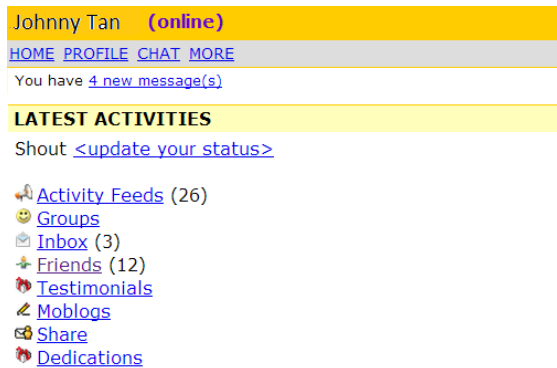 Johnny Tan (online)
HOME PROFILE CHAT MORE
You have 4 new message(s)
LATEST ACTIVITIES
Shout <update your status>
Activity Feeds (26)
Groups
Inbox (3)
Friends (12)
Testimonials
Moblogs
Share
Dedications